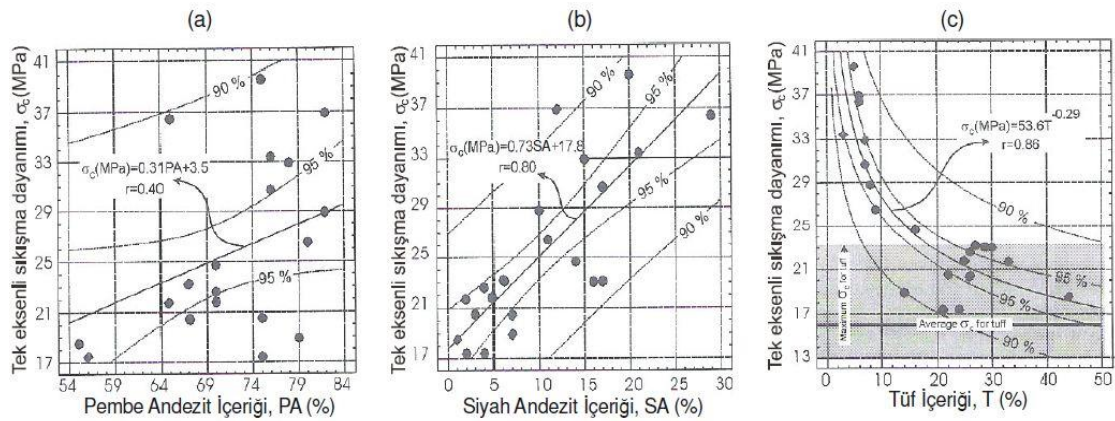 (a)
Tek eksenli sıkışma dayanımı, σc(MPa)
41
37
33
29
25
21
17
90 %
95 %
σc(MPa)=0.31PA+3.5
r=0.40
95 %
54 59 64 69 74 79 84
Pembe Andezit İçeriği, PA (%)
(b)
Tek eksenli sıkışma dayanımı, σc(MPa)
41
37
33
29
25
21
17
90 %
95 %
σc(MPa)=0.73SA+17.8
r=0.80
95 %
90 %
0 5 10 15 20 25 30
Siyah Andezit İçeriği, SA (%)
(c)
Tek eksenli sıkışma dayanımı, σc(MPa)
41
37
33
29
25
21
17
13
σc(MPa)=53.6T-0.29
r=0.86
90 %
95 %
95 %
90 %
Maximum σc for tuff
Average σc for tuff
0 10 20 30 40 50
Tüf İçeriği, T (%)